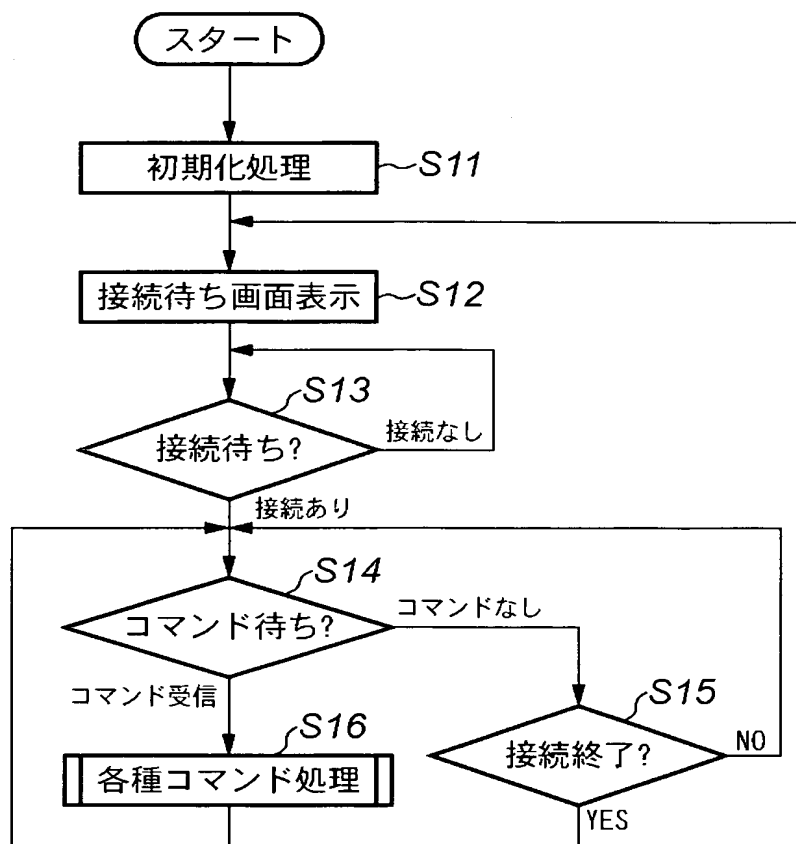 スタート
初期化処理
S11
接続待ち画面表示
S12
S13
接続待ち?
接続なし
接続あり
S14
コマンド待ち?
コマンドなし
コマンド受信
S15
S16
接続終了?
NO
各種コマンド処理
YES